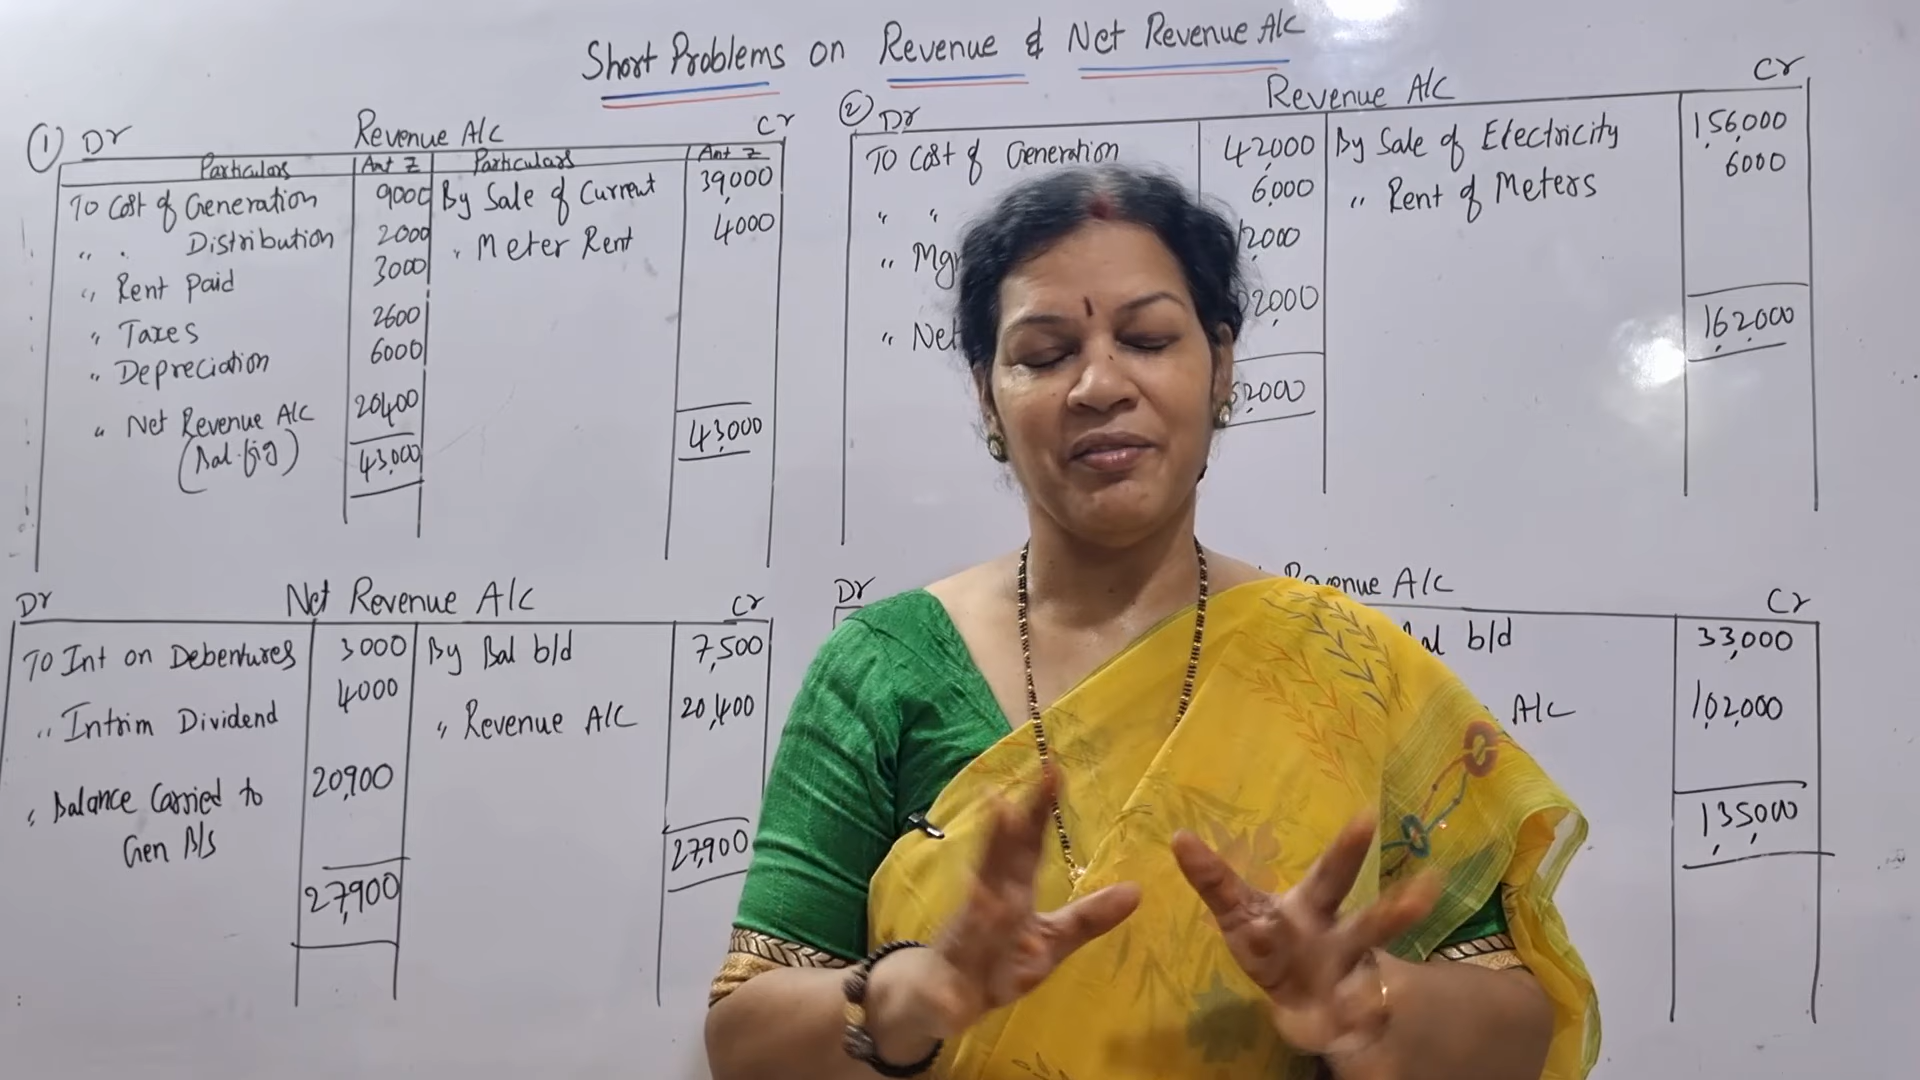 Short Problems on Revenue & Net Revenue A/c
① Dr Revenue A/c Cr
Particulars Amt ₹ Particulars Amt ₹
To Cost of Generation 9000 By Sale of Current 39,000
" " Distribution 2000 " Meter Rent 4000
" Rent Paid 3000
" Taxes 2600
" Depreciation 6000
" Net Revenue A/c 20400
(Bal. fig) 43,000 43,000
Dr Net Revenue A/c Cr
To Int on Debentures 3000 By Bal b/d 7,500
" Intrim Dividend 4000 " Revenue A/c 20,400
" Balance Carried to 20,900
Gen B/s
27,900 27,900
② Dr Revenue A/c Cr
To Cost of Generation 42,000 By Sale of Electricity 1,56,000
" " 6,000 " Rent of Meters 6000
"
" Net
1,62,000
Dr Revenue A/c Cr
b/d 33,000
A/c 1,02,000
1,35,000